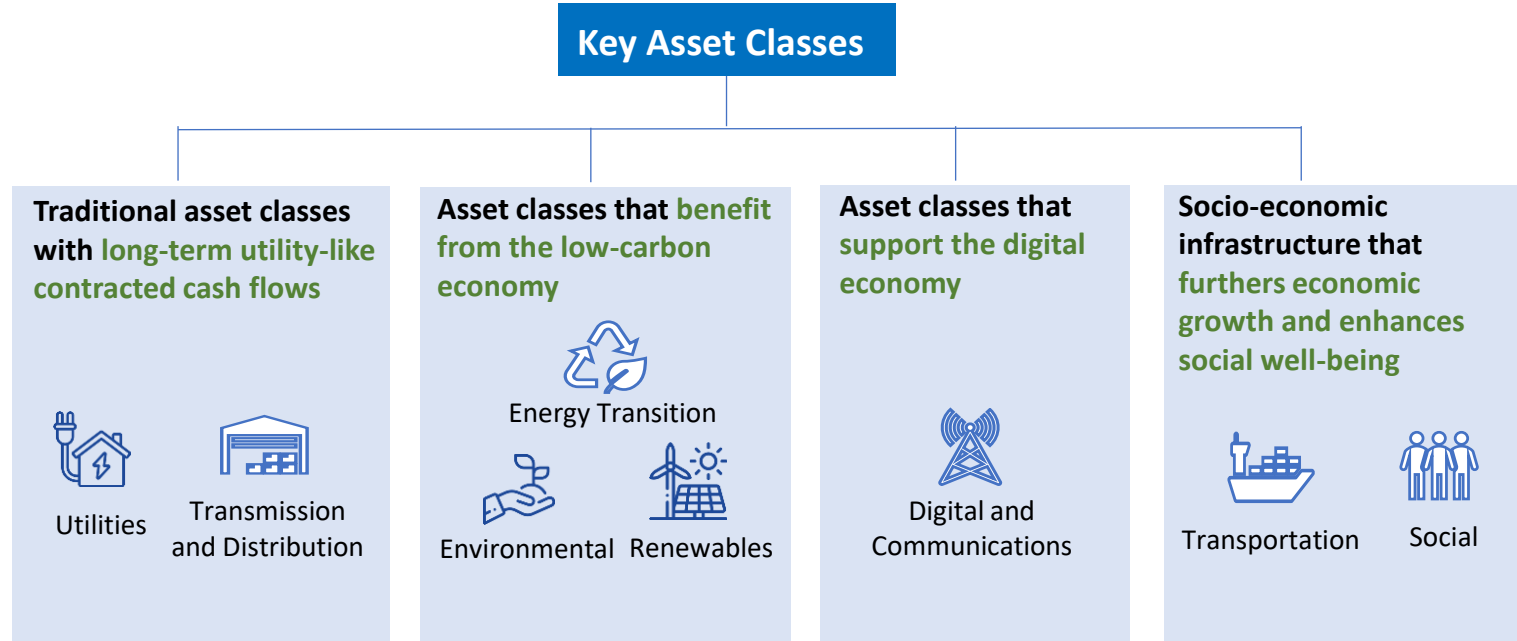 Key Asset Classes
Traditional asset classes
with long-term utility-like
contracted cash flows
Utilities
Transmission
and Distribution
Asset classes that benefit
from the low-carbon
economy
Energy Transition
Environmental
Renewables
Asset classes that
support the digital
economy
Digital and
Communications
Socio-economic
infrastructure that
furthers economic
growth and enhances
social well-being
Transportation
Social